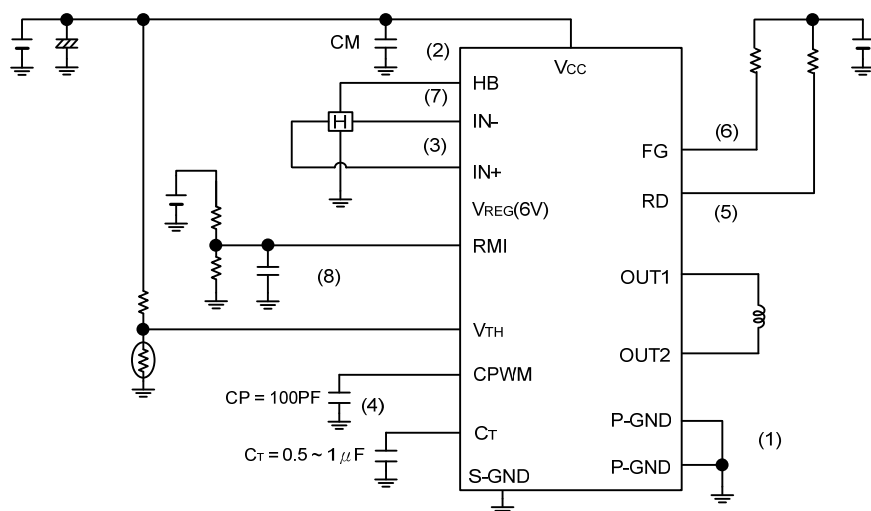 CM
(2)
VCC
HB
(7)
H
IN-
(3)
IN+
(6)
FG
VREG(6V)
RD
(5)
RMI
(8)
OUT1
VTH
OUT2
CPWM
CP = 100PF
(4)
P-GND
(1)
CT
CT = 0.5 ~ 1 μF
P-GND
S-GND